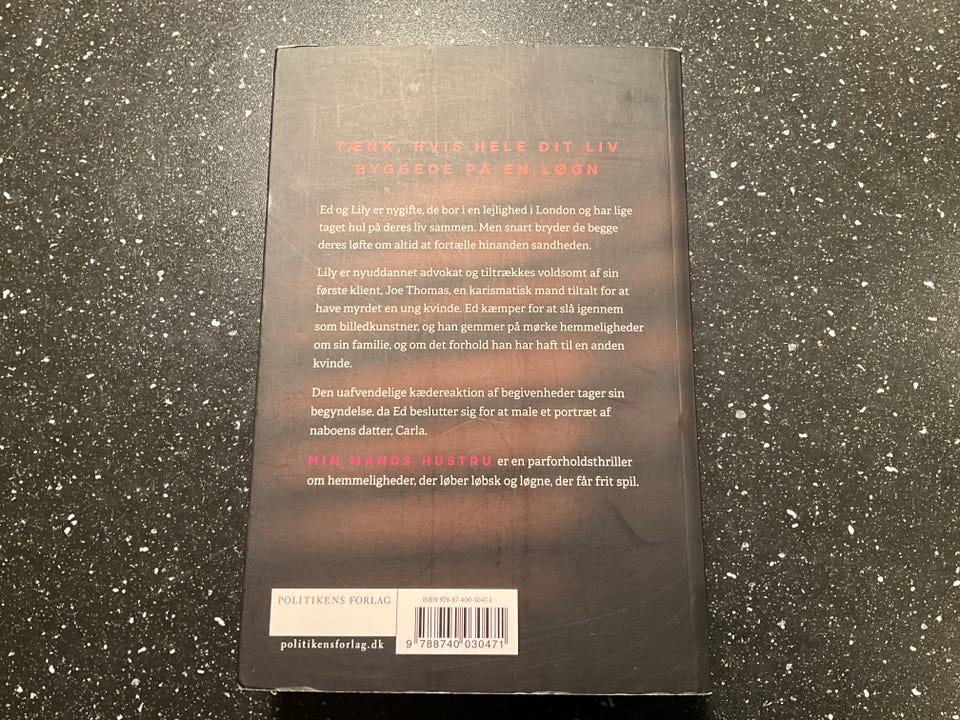 TÆNK, HVIS HELE DIT LIV
BYGGEDE PÅ EN LØGN
Ed og Lily er nygifte, de bor i en lejlighed i London og har lige
taget hul på deres liv sammen. Men snart bryder de begge
deres løfte om altid at fortælle hinanden sandheden.
Lily er nyuddannet advokat og tiltrækkes voldsomt af sin
første klient, Joe Thomas, en karismatisk mand tiltalt for at
have myrdet en ung kvinde. Ed kæmper for at slå igennem
som billedkunstner, og han gemmer på mørke hemmeligheder
om sin familie, og om det forhold han har haft til en anden
kvinde.
Den uafvendelige kædereaktion af begivenheder tager sin
begyndelse, da Ed beslutter sig for at male et portræt af
naboens datter, Carla.
MIN MANDS HUSTRU er en parforholdsthriller
om hemmeligheder, der løber løbsk og løgne, der får frit spil.
POLITIKENS FORLAG
politikensforlag.dk
ISBN 978-87-400-3047-1
9 788740 030471